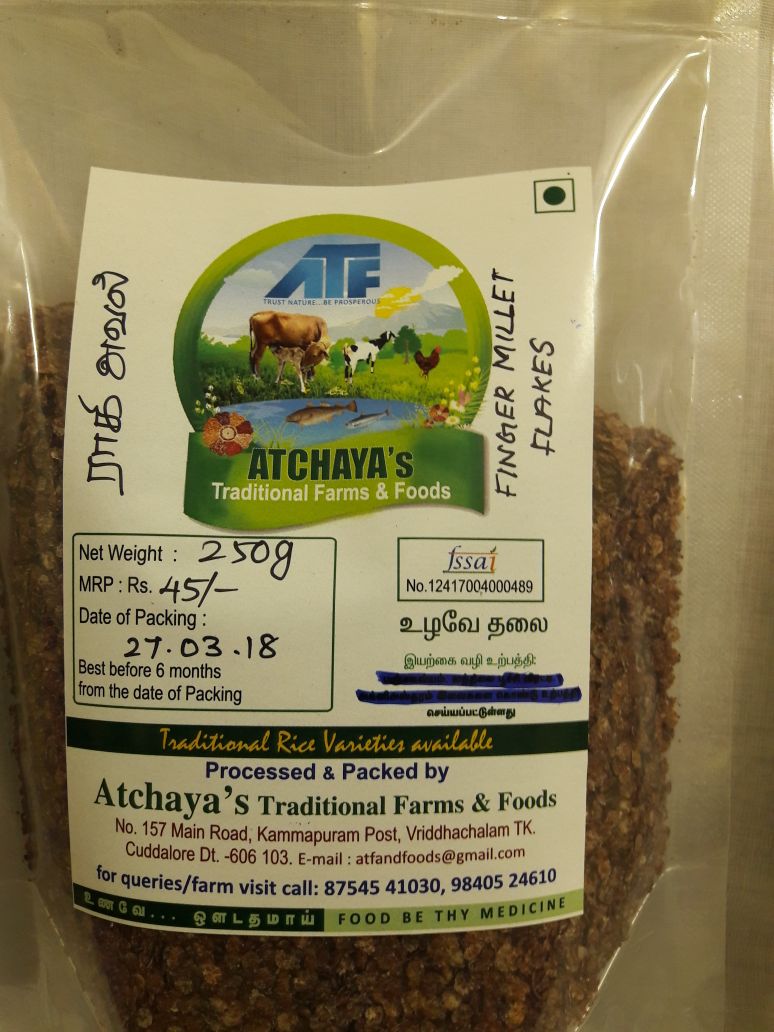 ATF
TRUST NATURE...BE PROSPEROUS
ராகி அவல்
FINGER MILLET
FLAKES
ATCHAYA's
Traditional Farms & Foods
Net Weight : 250g
MRP : Rs. 45/-
Date of Packing :
27.03.18
Best before 6 months
from the date of Packing
fssai
No.12417004000489
உழவே தலை
இயற்கை வழி உற்பத்தி:
செய்யப்பட்டுள்ளது
Traditional Rice Varieties available
Processed & Packed by
Atchaya's Traditional Farms & Foods
No. 157 Main Road, Kammapuram Post, Vriddhachalam TK.
Cuddalore Dt. -606 103. E-mail : atfandfoods@gmail.com
for queries/farm visit call: 87545 41030, 98405 24610
உணவே... ஔடதமாய் FOOD BE THY MEDICINE